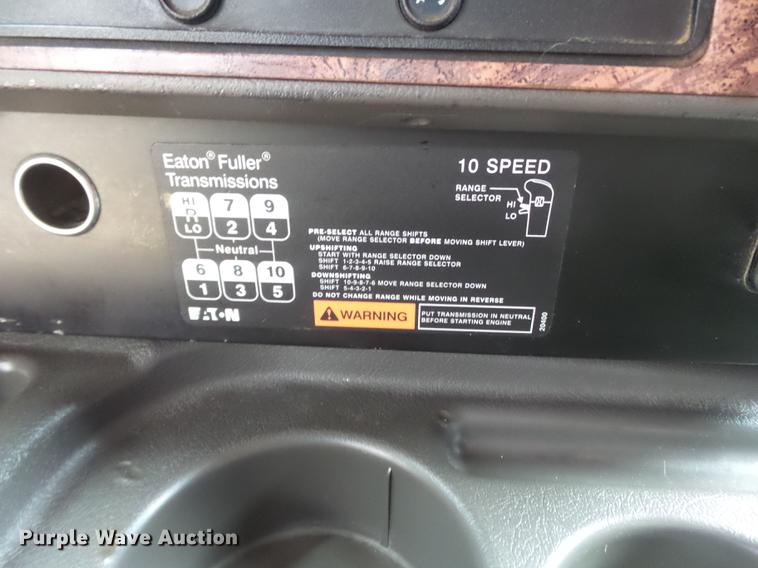 Eaton® Fuller®
Transmissions
10 SPEED
RANGE
SELECTOR
HI
LO
HI 7 9
R
LO 2 4
Neutral
6 8 10
1 3 5
EAT•N
PRE-SELECT ALL RANGE SHIFTS
(MOVE RANGE SELECTOR BEFORE MOVING SHIFT LEVER)
UPSHIFTING
START WITH RANGE SELECTOR DOWN
SHIFT 1-2-3-4-5 RAISE RANGE SELECTOR
SHIFT 6-7-8-9-10
DOWNSHIFTING
SHIFT 10-9-8-7-6 MOVE RANGE SELECTOR DOWN
SHIFT 5-4-3-2-1
DO NOT CHANGE RANGE WHILE MOVING IN REVERSE
WARNING
PUT TRANSMISSION IN NEUTRAL
BEFORE STARTING ENGINE
20400
Purple Wave Auction